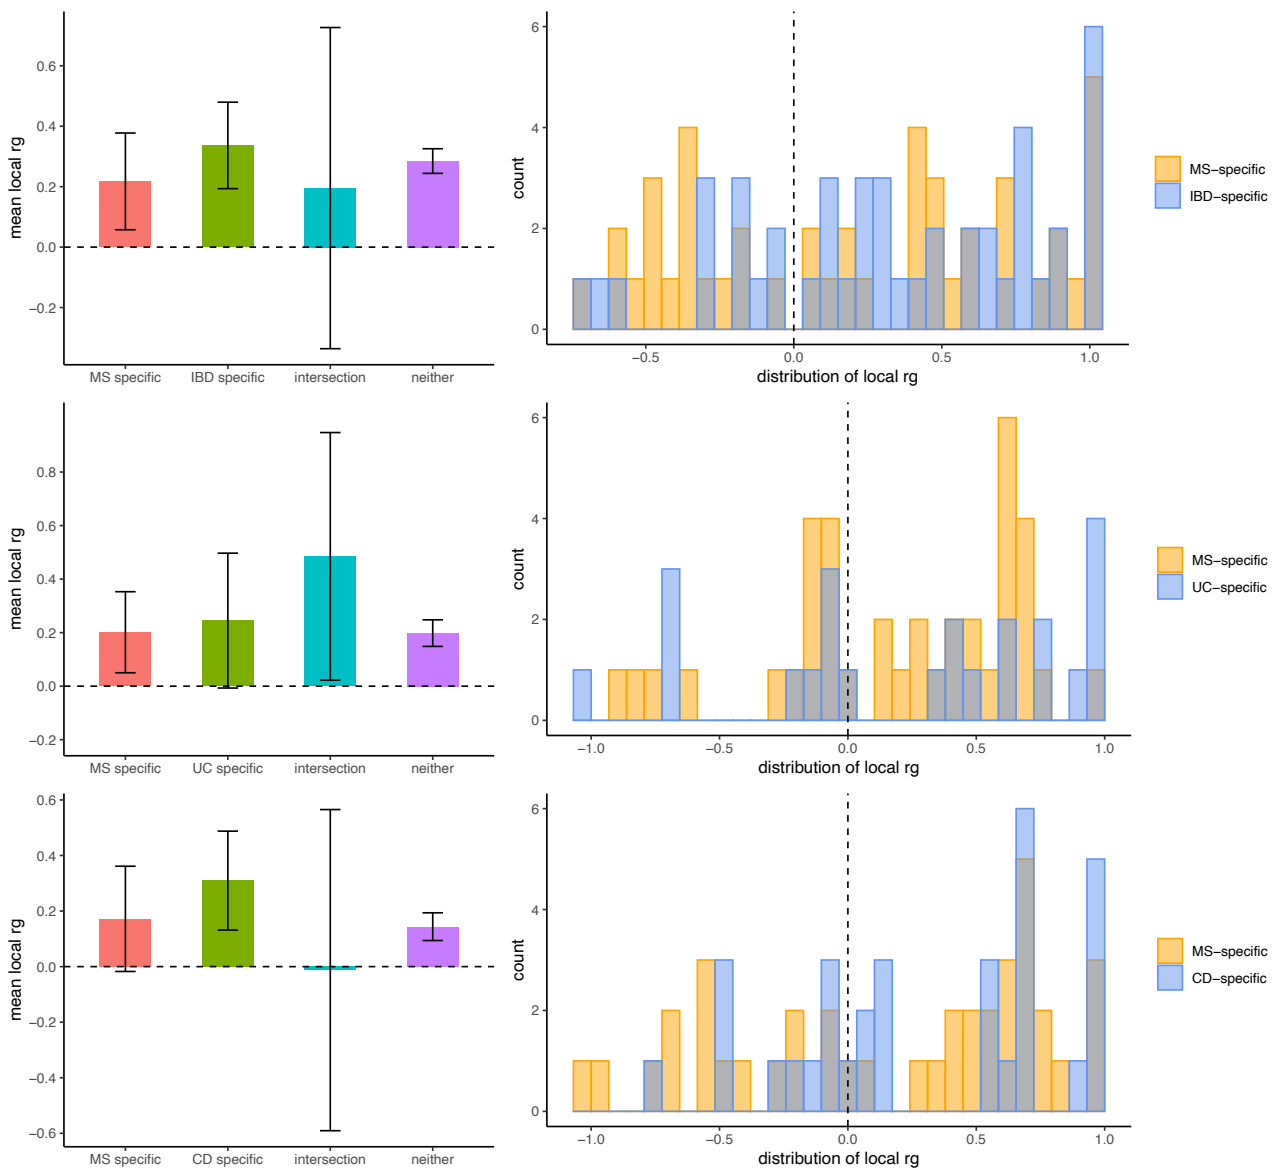 mean local rg
0.6
0.4
0.2
0.0
−0.2
MS specific IBD specific intersection neither
count
6
4
2
0
−0.5 0.0 0.5 1.0
distribution of local rg
MS−specific
IBD−specific
mean local rg
0.8
0.6
0.4
0.2
0.0
−0.2
MS specific UC specific intersection neither
count
6
4
2
0
−1.0 −0.5 0.0 0.5 1.0
distribution of local rg
MS−specific
UC−specific
mean local rg
0.6
0.4
0.2
0.0
−0.2
−0.4
−0.6
MS specific CD specific intersection neither
count
6
4
2
0
−1.0 −0.5 0.0 0.5 1.0
distribution of local rg
MS−specific
CD−specific